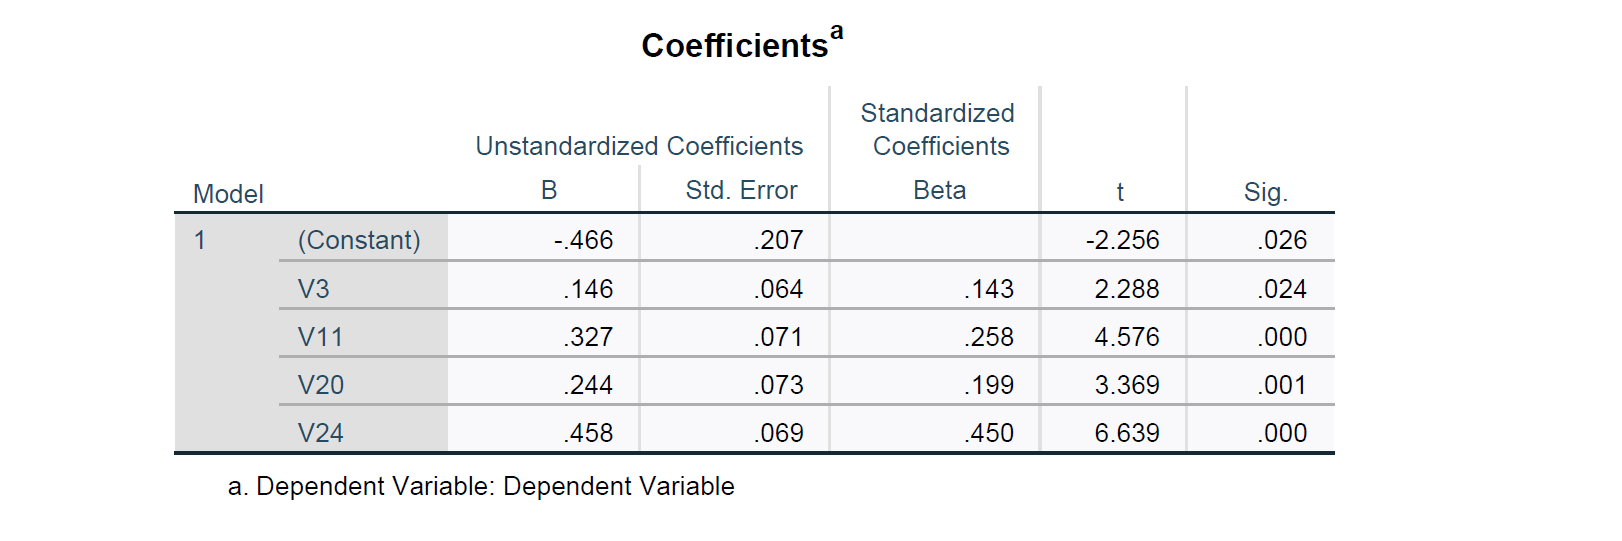 Coefficientsa
Model Unstandardized Coefficients Standardized Coefficients t Sig.
B Std. Error Beta
1 (Constant) -.466 .207 -2.256 .026
V3 .146 .064 .143 2.288 .024
V11 .327 .071 .258 4.576 .000
V20 .244 .073 .199 3.369 .001
V24 .458 .069 .450 6.639 .000
a. Dependent Variable: Dependent Variable